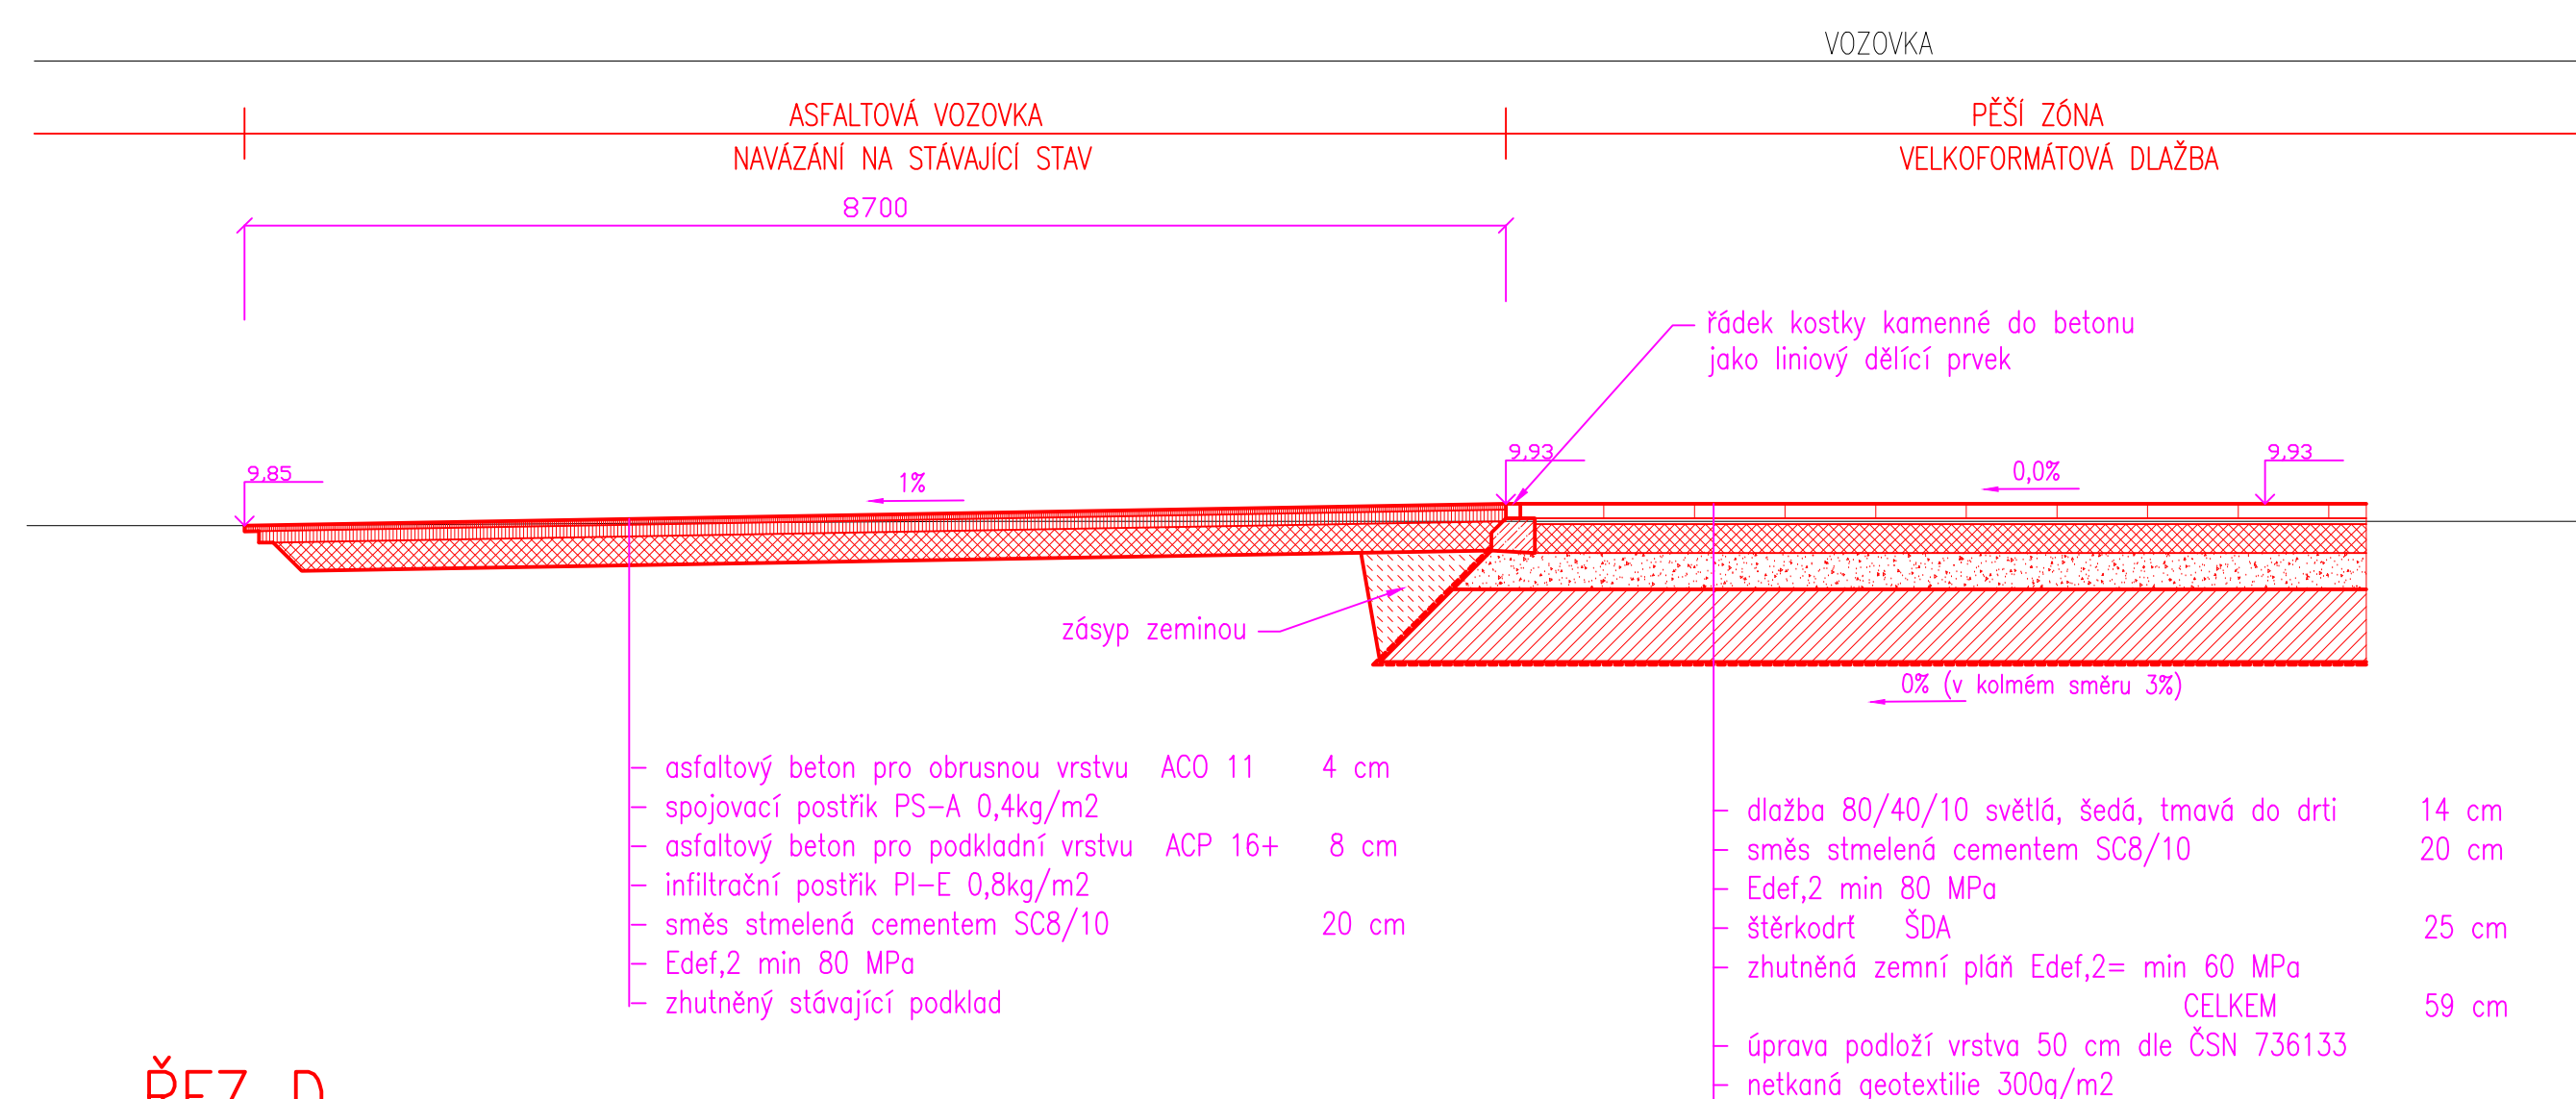 VOZOVKA
ASFALTOVÁ VOZOVKA
PĚŠÍ ZÓNA
NAVÁZÁNÍ NA STÁVAJÍCÍ STAV
VELKOFORMÁTOVÁ DLAŽBA
8700
řádek kostky kamenné do betonu
jako liniový dělící prvek
9,85
1%
9,93
0,0%
9,93
zásyp zeminou
0% (v kolmém směru 3%)
asfaltový beton pro obrusnou vrstvu ACO 11 4 cm
spojovací postřik PS-A 0,4kg/m2
asfaltový beton pro podkladní vrstvu ACP 16+ 8 cm
infiltrační postřik PI-E 0,8kg/m2
směs stmelená cementem SC8/10 20 cm
Edef,2 min 80 MPa
zhutněný stávající podklad
dlažba 80/40/10 světlá, šedá, tmavá do drti 14 cm
směs stmelená cementem SC8/10 20 cm
Edef,2 min 80 MPa
štěrkodrť ŠDA 25 cm
zhutněná zemní pláň Edef,2= min 60 MPa
CELKEM 59 cm
úprava podloží vrstva 50 cm dle ČSN 736133
netkaná geotextilie 300g/m2
ŘEZ D